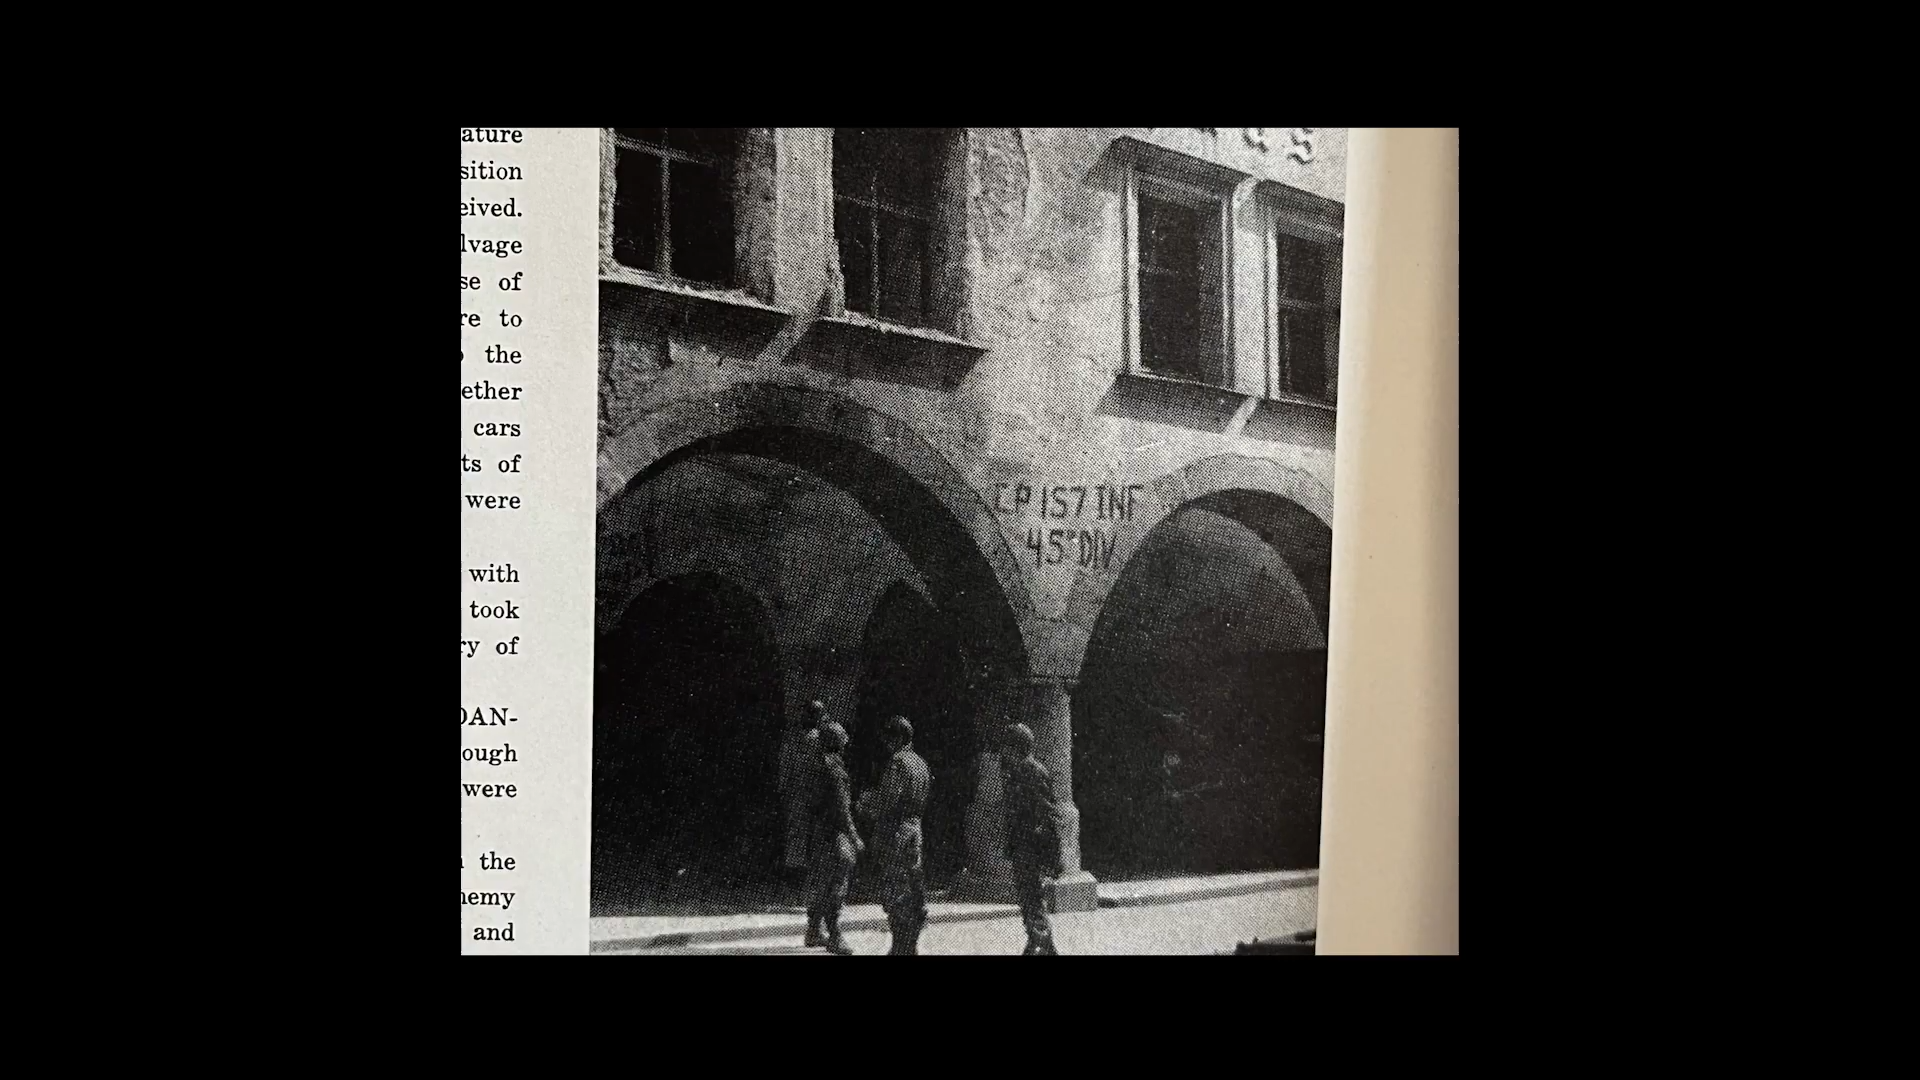 ature
sition
eived.
lvage
se of
re to
the
ether
cars
ts of
were
with
took
ry of
DAN-
ough
were
the
nemy
and
CP 157 INF
45" DIV